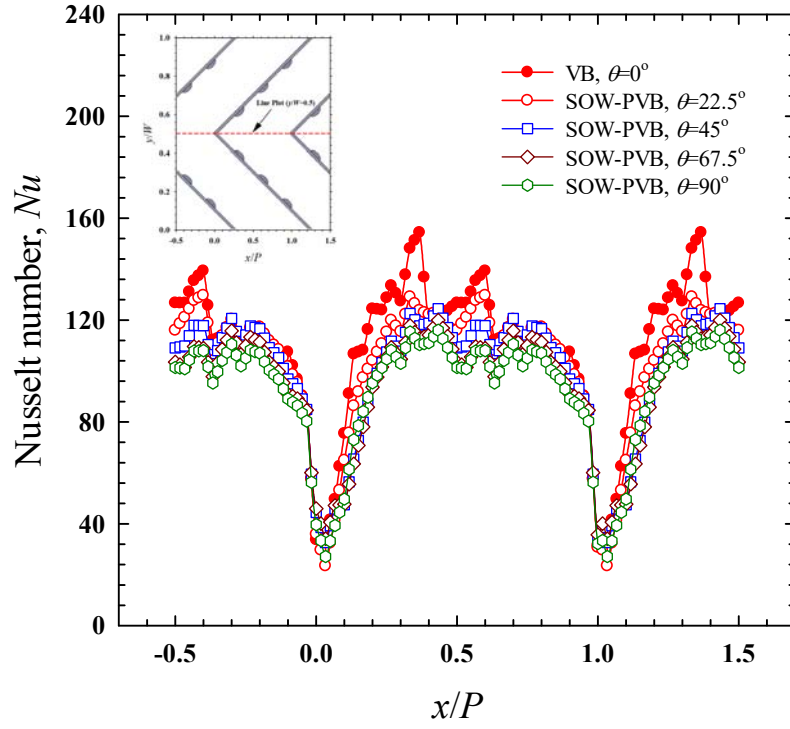 240
200
160
120
80
40
0
Nusselt number, Nu
-0.5
0.0
0.5
1.0
1.5
x/P
VB, θ=0°
SOW-PVB, θ=22.5°
SOW-PVB, θ=45°
SOW-PVB, θ=67.5°
SOW-PVB, θ=90°
1.0
0.8
0.6
0.4
0.2
0.0
y/W
Line Plot (y/W=0.5)
-0.5
0.0
0.5
1.0
1.5
x/P